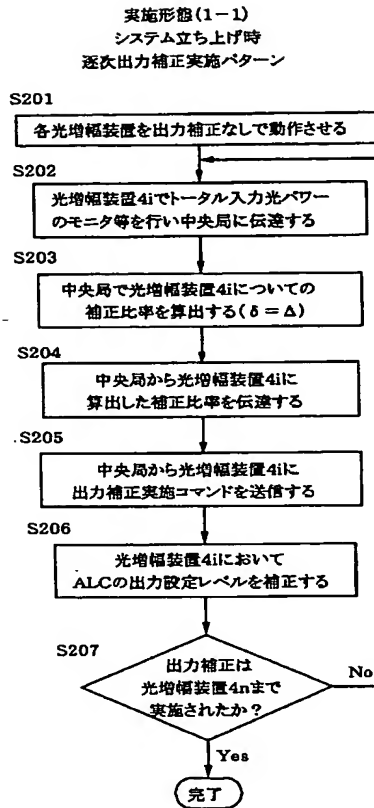 実施形態(1-1)
システム立ち上げ時
逐次出力補正実施パターン
S201
各光増幅装置を出力補正なしで動作させる
S202
光増幅装置4iでトータル入力光パワー
のモニタ等を行い中央局に伝達する
S203
中央局で光増幅装置4iについての
補正比率を算出する(δ=Δ)
S204
中央局から光増幅装置4iに
算出した補正比率を伝達する
S205
中央局から光増幅装置4iに
出力補正実施コマンドを送信する
S206
光増幅装置4iにおいて
ALCの出力設定レベルを補正する
S207
出力補正は
光増幅装置4nまで
実施されたか?
No
Yes
完了